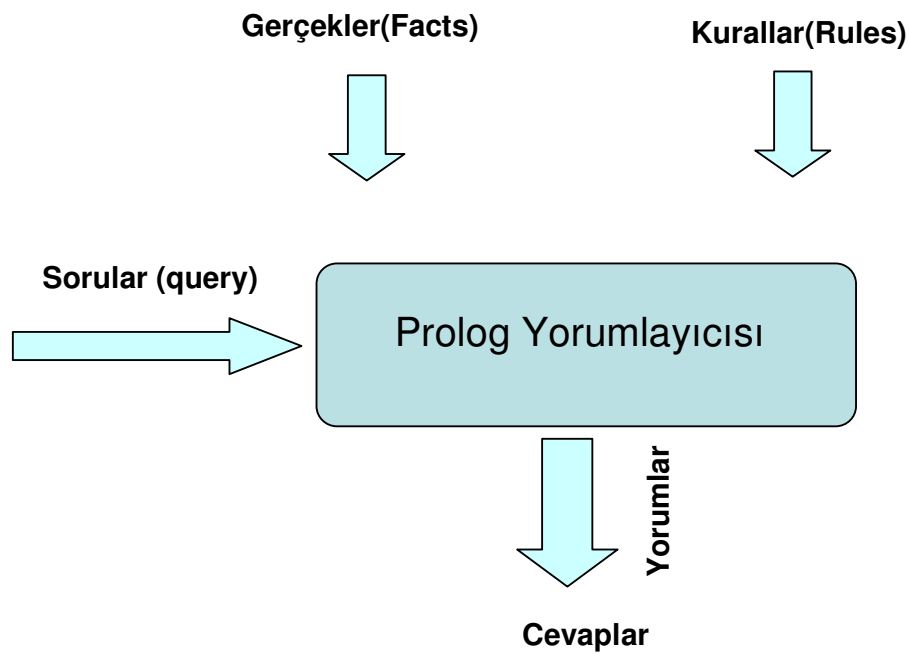 Gerçekler(Facts)
Kurallar(Rules)
Sorular (query)
Prolog Yorumlayıcısı
Yorumlar
Cevaplar